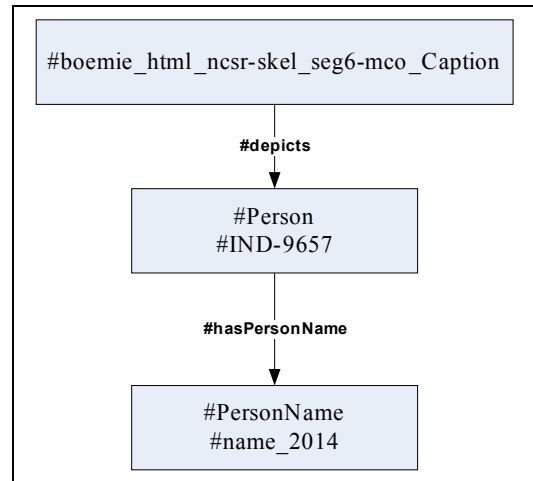 #boemie_html_ncsr-skel_seg6-mco_Caption
#depicts
#Person
#IND-9657
#hasPersonName
#PersonName
#name_2014